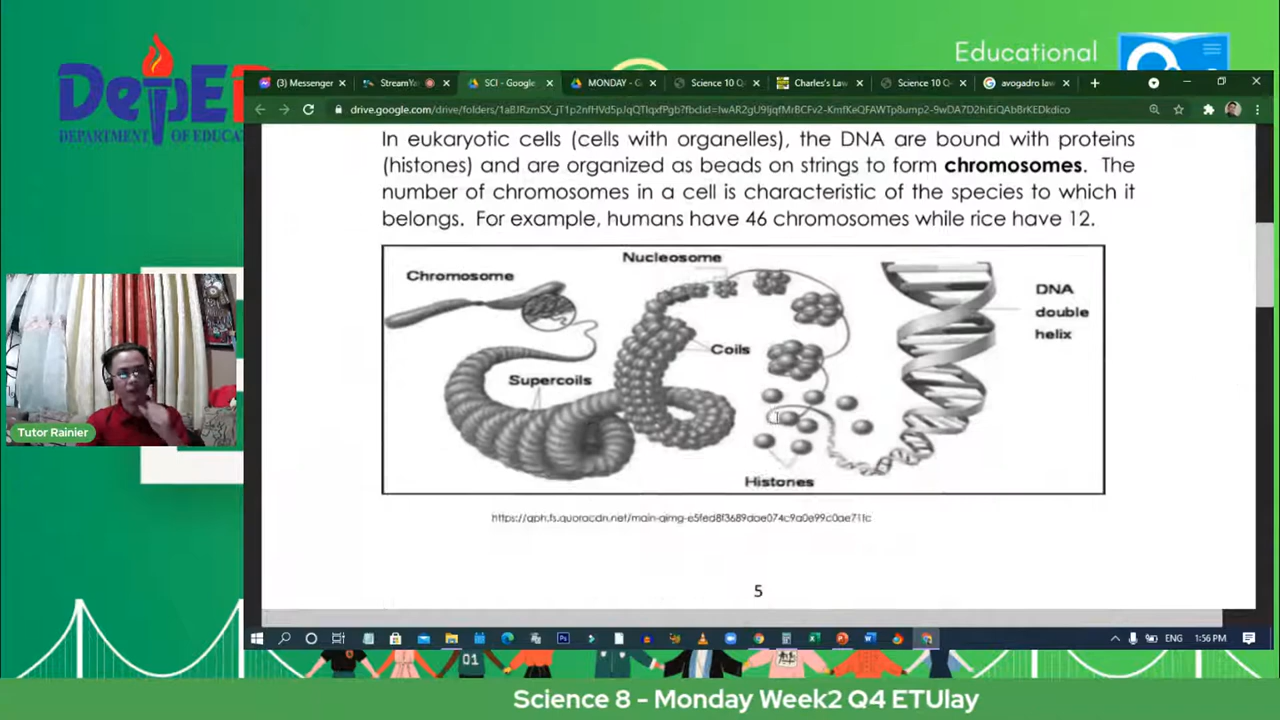 DepED
DEPARTMENT OF EDUCA
Educational
(3) Messenger
StreamYa
SCI - Google
MONDAY - G
Science 10 Q
Charles's Law
Science 10 Q
avogadro law
In eukaryotic cells (cells with organelles), the DNA are bound with proteins
(histones) and are organized as beads on strings to form chromosomes. The
number of chromosomes in a cell is characteristic of the species to which it
belongs. For example, humans have 46 chromosomes while rice have 12.
Nucleosome
Chromosome
DNA
double
helix
Coils
Supercoils
Histones
5
Tutor Rainier
ENG
1:56 PM
01
Science 8 - Monday Week2 Q4 ETUlay